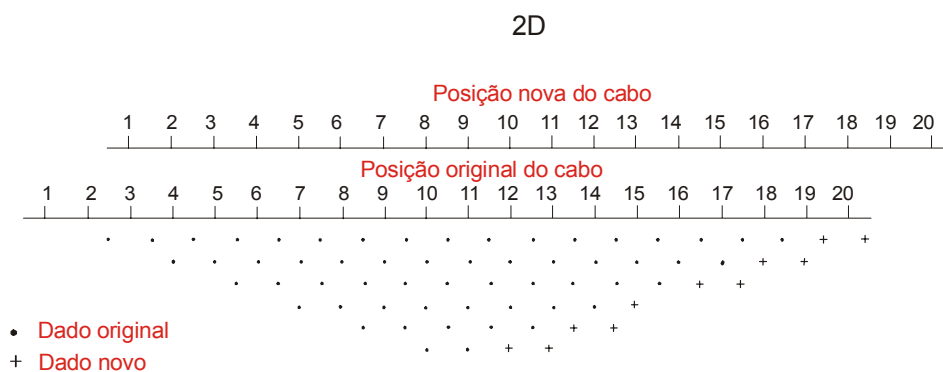 2D
Posição nova do cabo
1 2 3 4 5 6 7 8 9 10 11 12 13 14 15 16 17 18 19 20
Posição original do cabo
1 2 3 4 5 6 7 8 9 10 11 12 13 14 15 16 17 18 19 20
Dado original
Dado novo